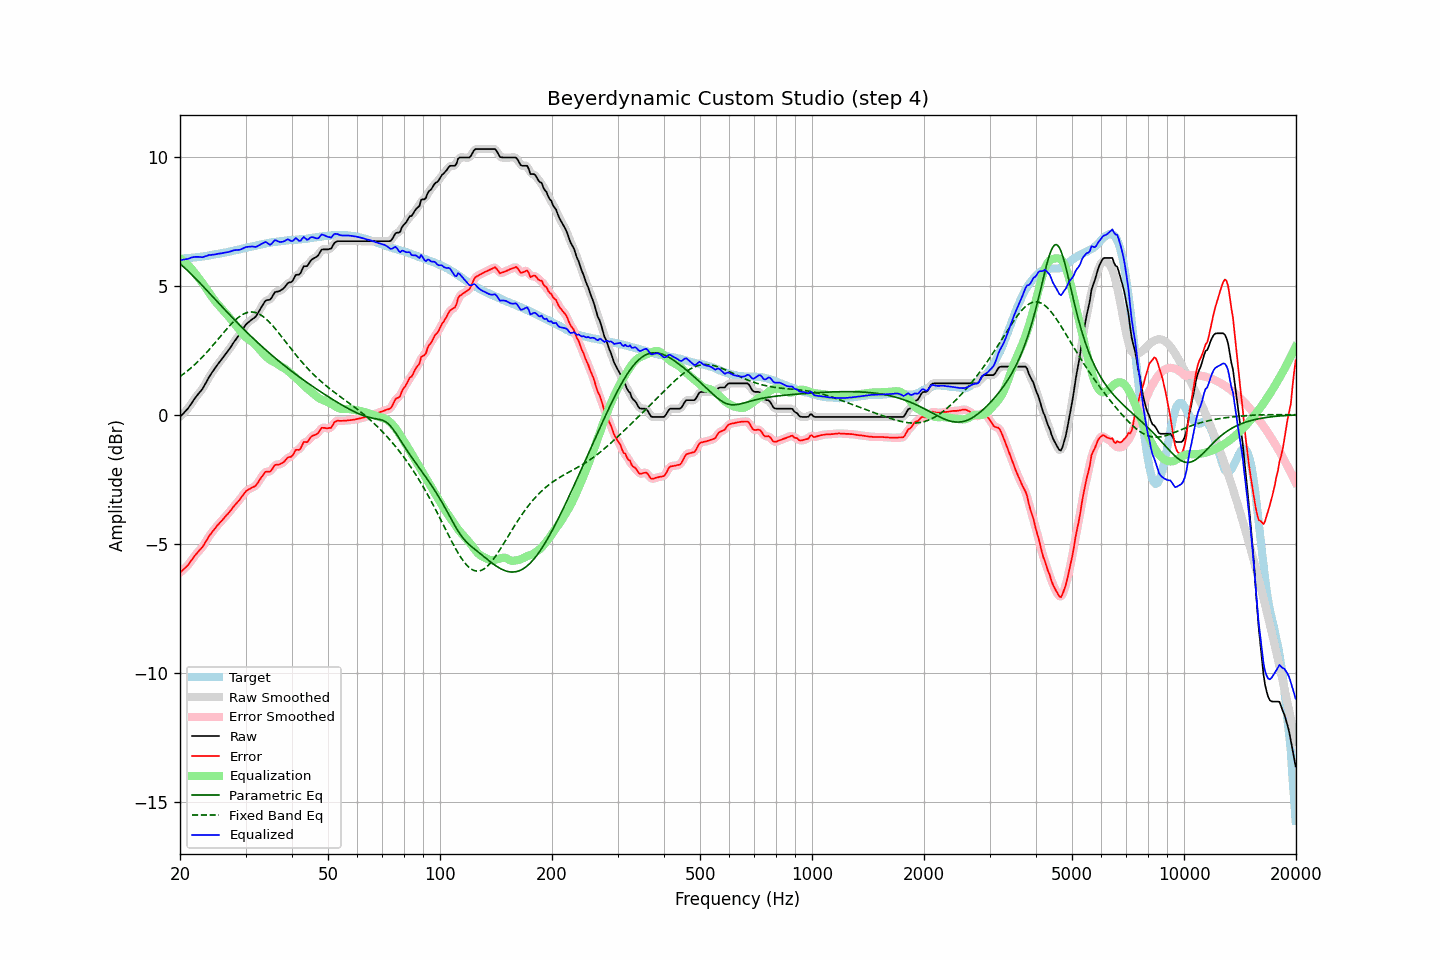 Beyerdynamic Custom Studio (step 4)
Amplitude (dBr)
10
5
0
−5
−10
−15
Target
Raw Smoothed
Error Smoothed
Raw
Error
Equalization
Parametric Eq
Fixed Band Eq
Equalized
20 50 100 200 500 1000 2000 5000 10000 20000
Frequency (Hz)